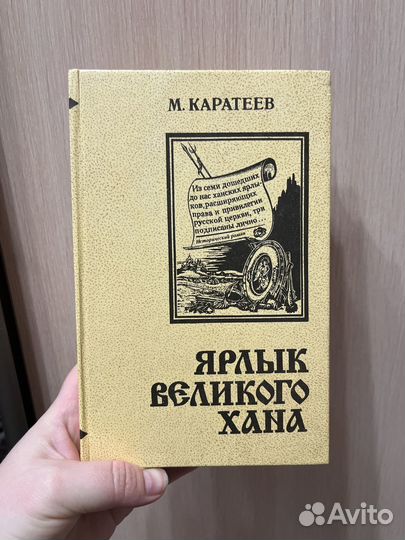 М. КАРАТЕЕВ
Из семи дошедших
до нас ханских ярлы-
ков, расширяющих
права и привилегии
русской церкви, три
подписаны лично...
Исторический роман
ЯРЛЫК
ВЕЛИКОГО
ХАНА
Avito